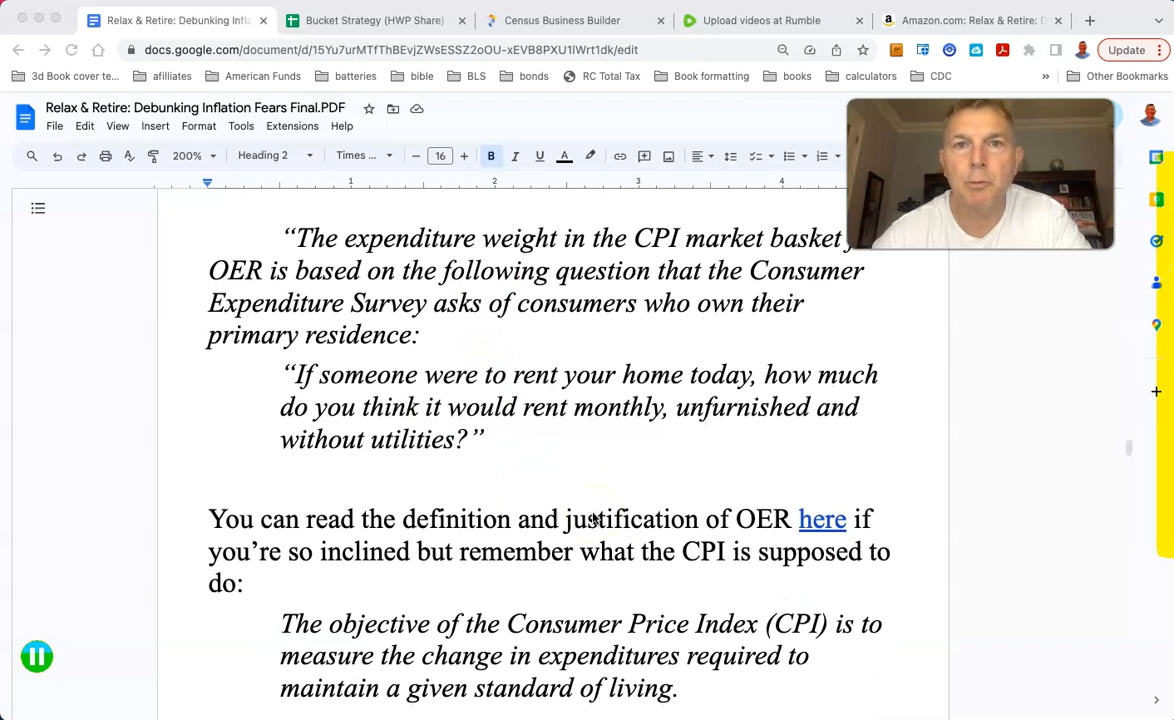 Relax & Retire: Debunking Infla
Bucket Strategy (HWP Share)
Census Business Builder
Upload videos at Rumble
Amazon.com: Relax & Retire: D
docs.google.com/document/d/15Yu7urMTfThBEvjZWsESSZ2oOU-xEVB8PXU1lWrt1dk/edit
Update
3d Book cover te...
afilliates
American Funds
batteries
bible
BLS
bonds
RC Total Tax
Book formatting
books
calculators
CDC
»
Other Bookmarks
Relax & Retire: Debunking Inflation Fears Final.PDF
File Edit View Insert Format Tools Extensions Help
200% Heading 2 Times ... 16 B I U A
1 2 3 4
“The expenditure weight in the CPI market basket
OER is based on the following question that the Consumer
Expenditure Survey asks of consumers who own their
primary residence:
“If someone were to rent your home today, how much
do you think it would rent monthly, unfurnished and
without utilities?”
You can read the definition and justification of OER here if
you’re so inclined but remember what the CPI is supposed to
do:
The objective of the Consumer Price Index (CPI) is to
measure the change in expenditures required to
maintain a given standard of living.